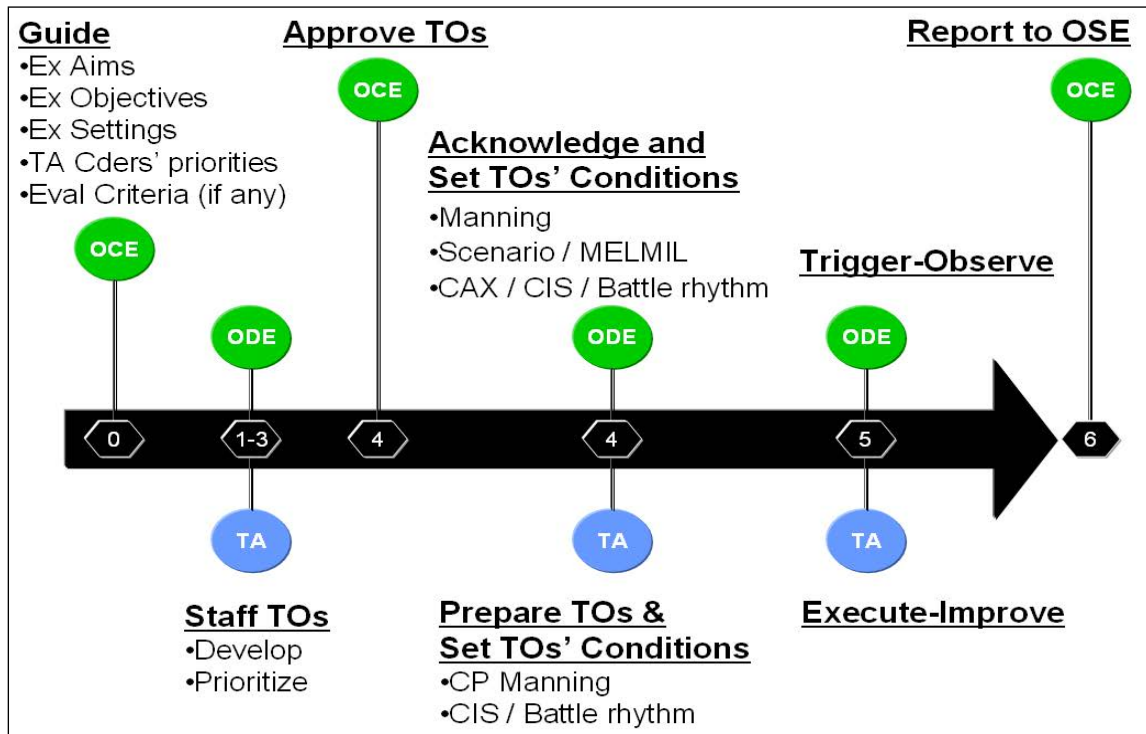 Guide
•Ex Aims
•Ex Objectives
•Ex Settings
•TA Cders’ priorities
•Eval Criteria (if any)
OCE
Approve TOs
OCE
Report to OSE
OCE
Acknowledge and
Set TOs’ Conditions
•Manning
•Scenario / MELMIL
•CAX / CIS / Battle rhythm
Trigger-Observe
ODE
ODE
ODE
0
1-3
4
4
5
6
TA
TA
TA
Staff TOs
•Develop
•Prioritize
Prepare TOs &
Set TOs’ Conditions
•CP Manning
•CIS / Battle rhythm
Execute-Improve